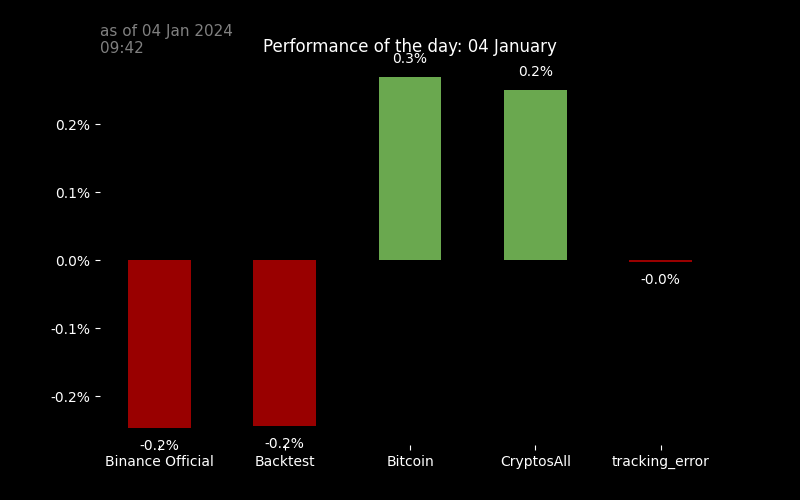 as of 04 Jan 2024
09:42
Performance of the day: 04 January
0.3%
0.2%
0.2%
0.1%
0.0%
-0.1%
-0.2%
-0.0%
-0.2%
-0.2%
Binance Official
Backtest
Bitcoin
CryptosAll
tracking_error